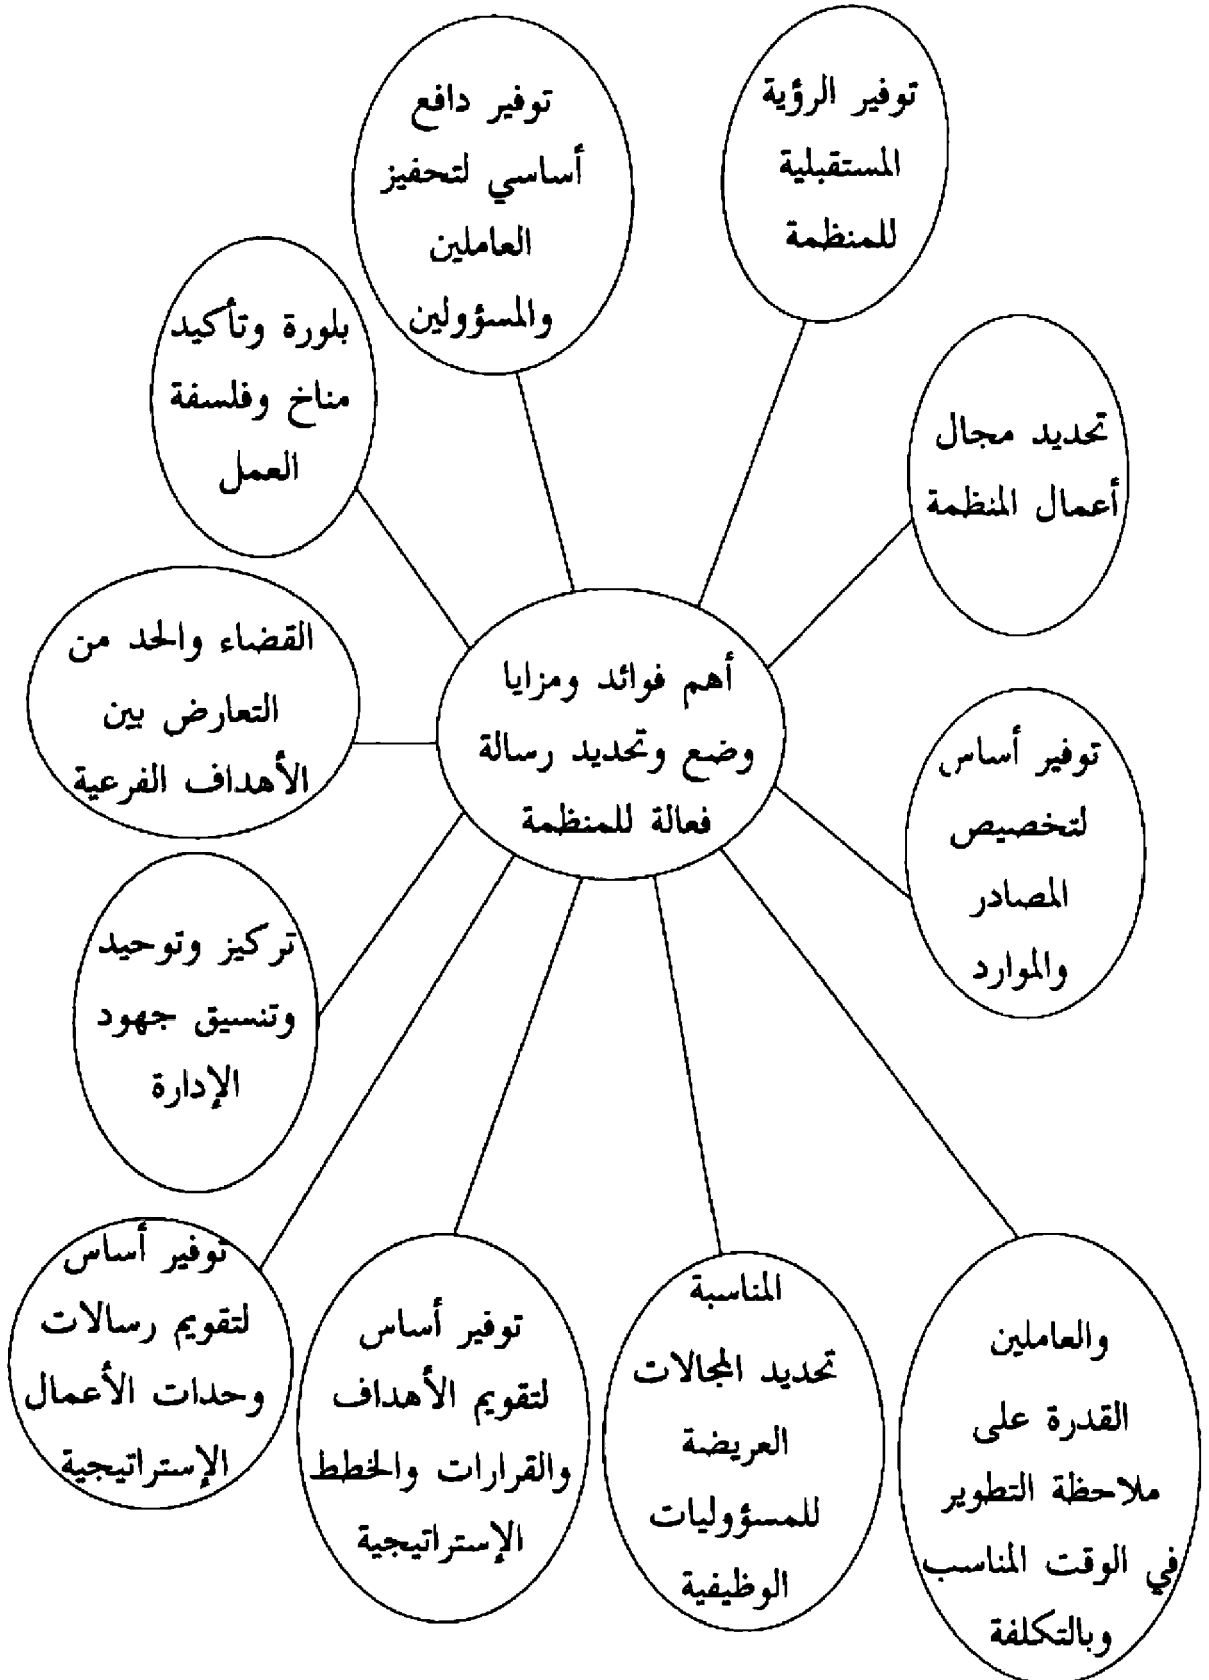 توفير الرؤية
المستقبلية
للمنظمة
توفير دافع
أساسي لتحفيز
العاملين
والمسؤولين
بلورة وتأكيد
مناخ وفلسفة
العمل
تحديد مجال
أعمال المنظمة
القضاء والحد من
التعارض بين
الأهداف الفرعية
أهم فوائد ومزايا
وضع وتحديد رسالة
فعالة للمنظمة
توفير أساس
لتخصيص
المصادر
والموارد
تركيز وتوحيد
وتنسيق جهود
الإدارة
والعاملين
القدرة على
ملاحظة التطوير
في الوقت المناسب
وبالتكلفة
المناسبة
تحديد المجالات
العريضة
للمسؤوليات
الوظيفية
توفير أساس
لتقويم الأهداف
والقرارات والخطط
الإستراتيجية
توفير أساس
لتقويم رسالات
وحدات الأعمال
الإستراتيجية